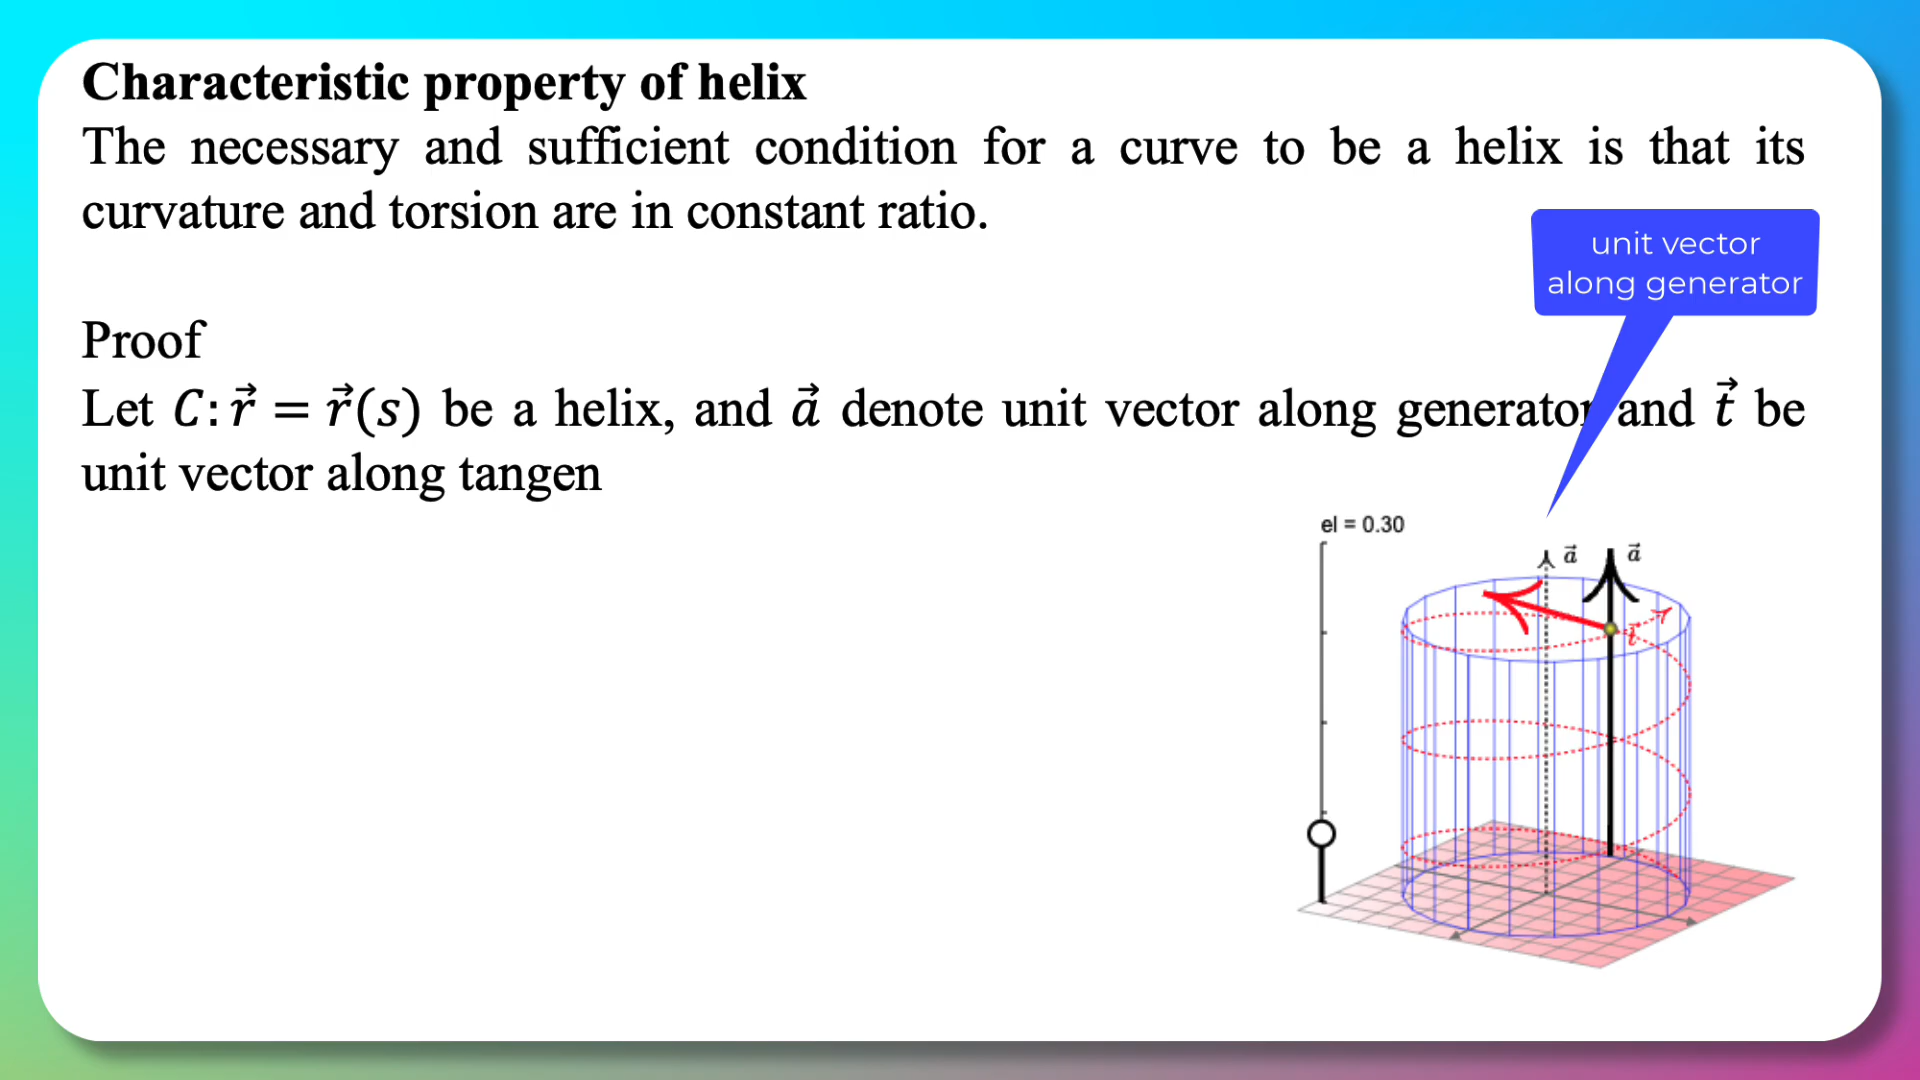 Characteristic property of helix
The necessary and sufficient condition for a curve to be a helix is that its
curvature and torsion are in constant ratio.
unit vector
along generator
Proof
Let C: r⃗ = r⃗(s) be a helix, and a⃗ denote unit vector along generator and t⃗ be
unit vector along tangen
el = 0.30
a⃗ a⃗
t⃗